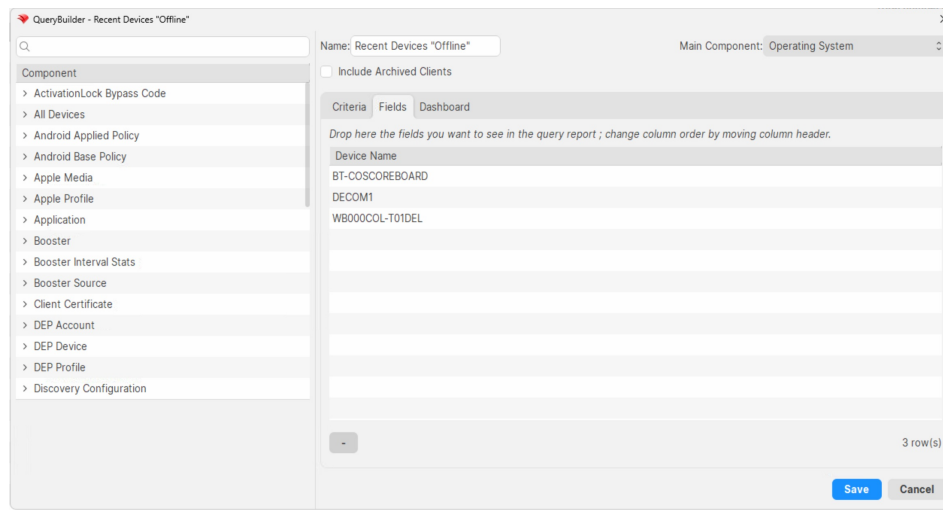 QueryBuilder - Recent Devices "Offline"
Name: Recent Devices "Offline"
Main Component: Operating System
Include Archived Clients
Component
ActivationLock Bypass Code
All Devices
Android Applied Policy
Android Base Policy
Apple Media
Apple Profile
Application
Booster
Booster Interval Stats
Booster Source
Client Certificate
DEP Account
DEP Device
DEP Profile
Discovery Configuration
Criteria Fields Dashboard
Drop here the fields you want to see in the query report ; change column order by moving column header.
Device Name
BT-COSCOREBOARD
DECOM1
WB000COL-T01DEL
-
3 row(s)
Save Cancel